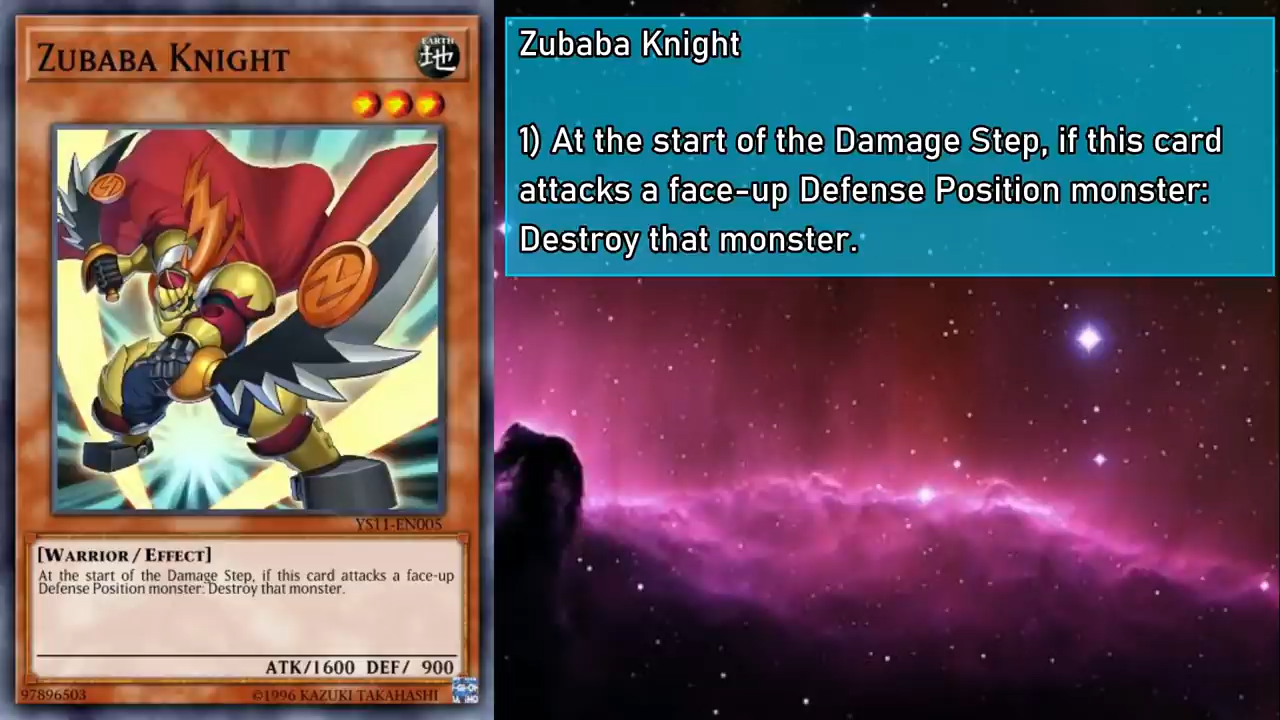 ZUBABA KNIGHT
EARTH
地
YS11-EN005
[WARRIOR / EFFECT]
At the start of the Damage Step, if this card attacks a face-up
Defense Position monster: Destroy that monster.
ATK/1600 DEF/ 900
97896503
©1996 KAZUKI TAKAHASHI
Zubaba Knight
1) At the start of the Damage Step, if this card
attacks a face-up Defense Position monster:
Destroy that monster.